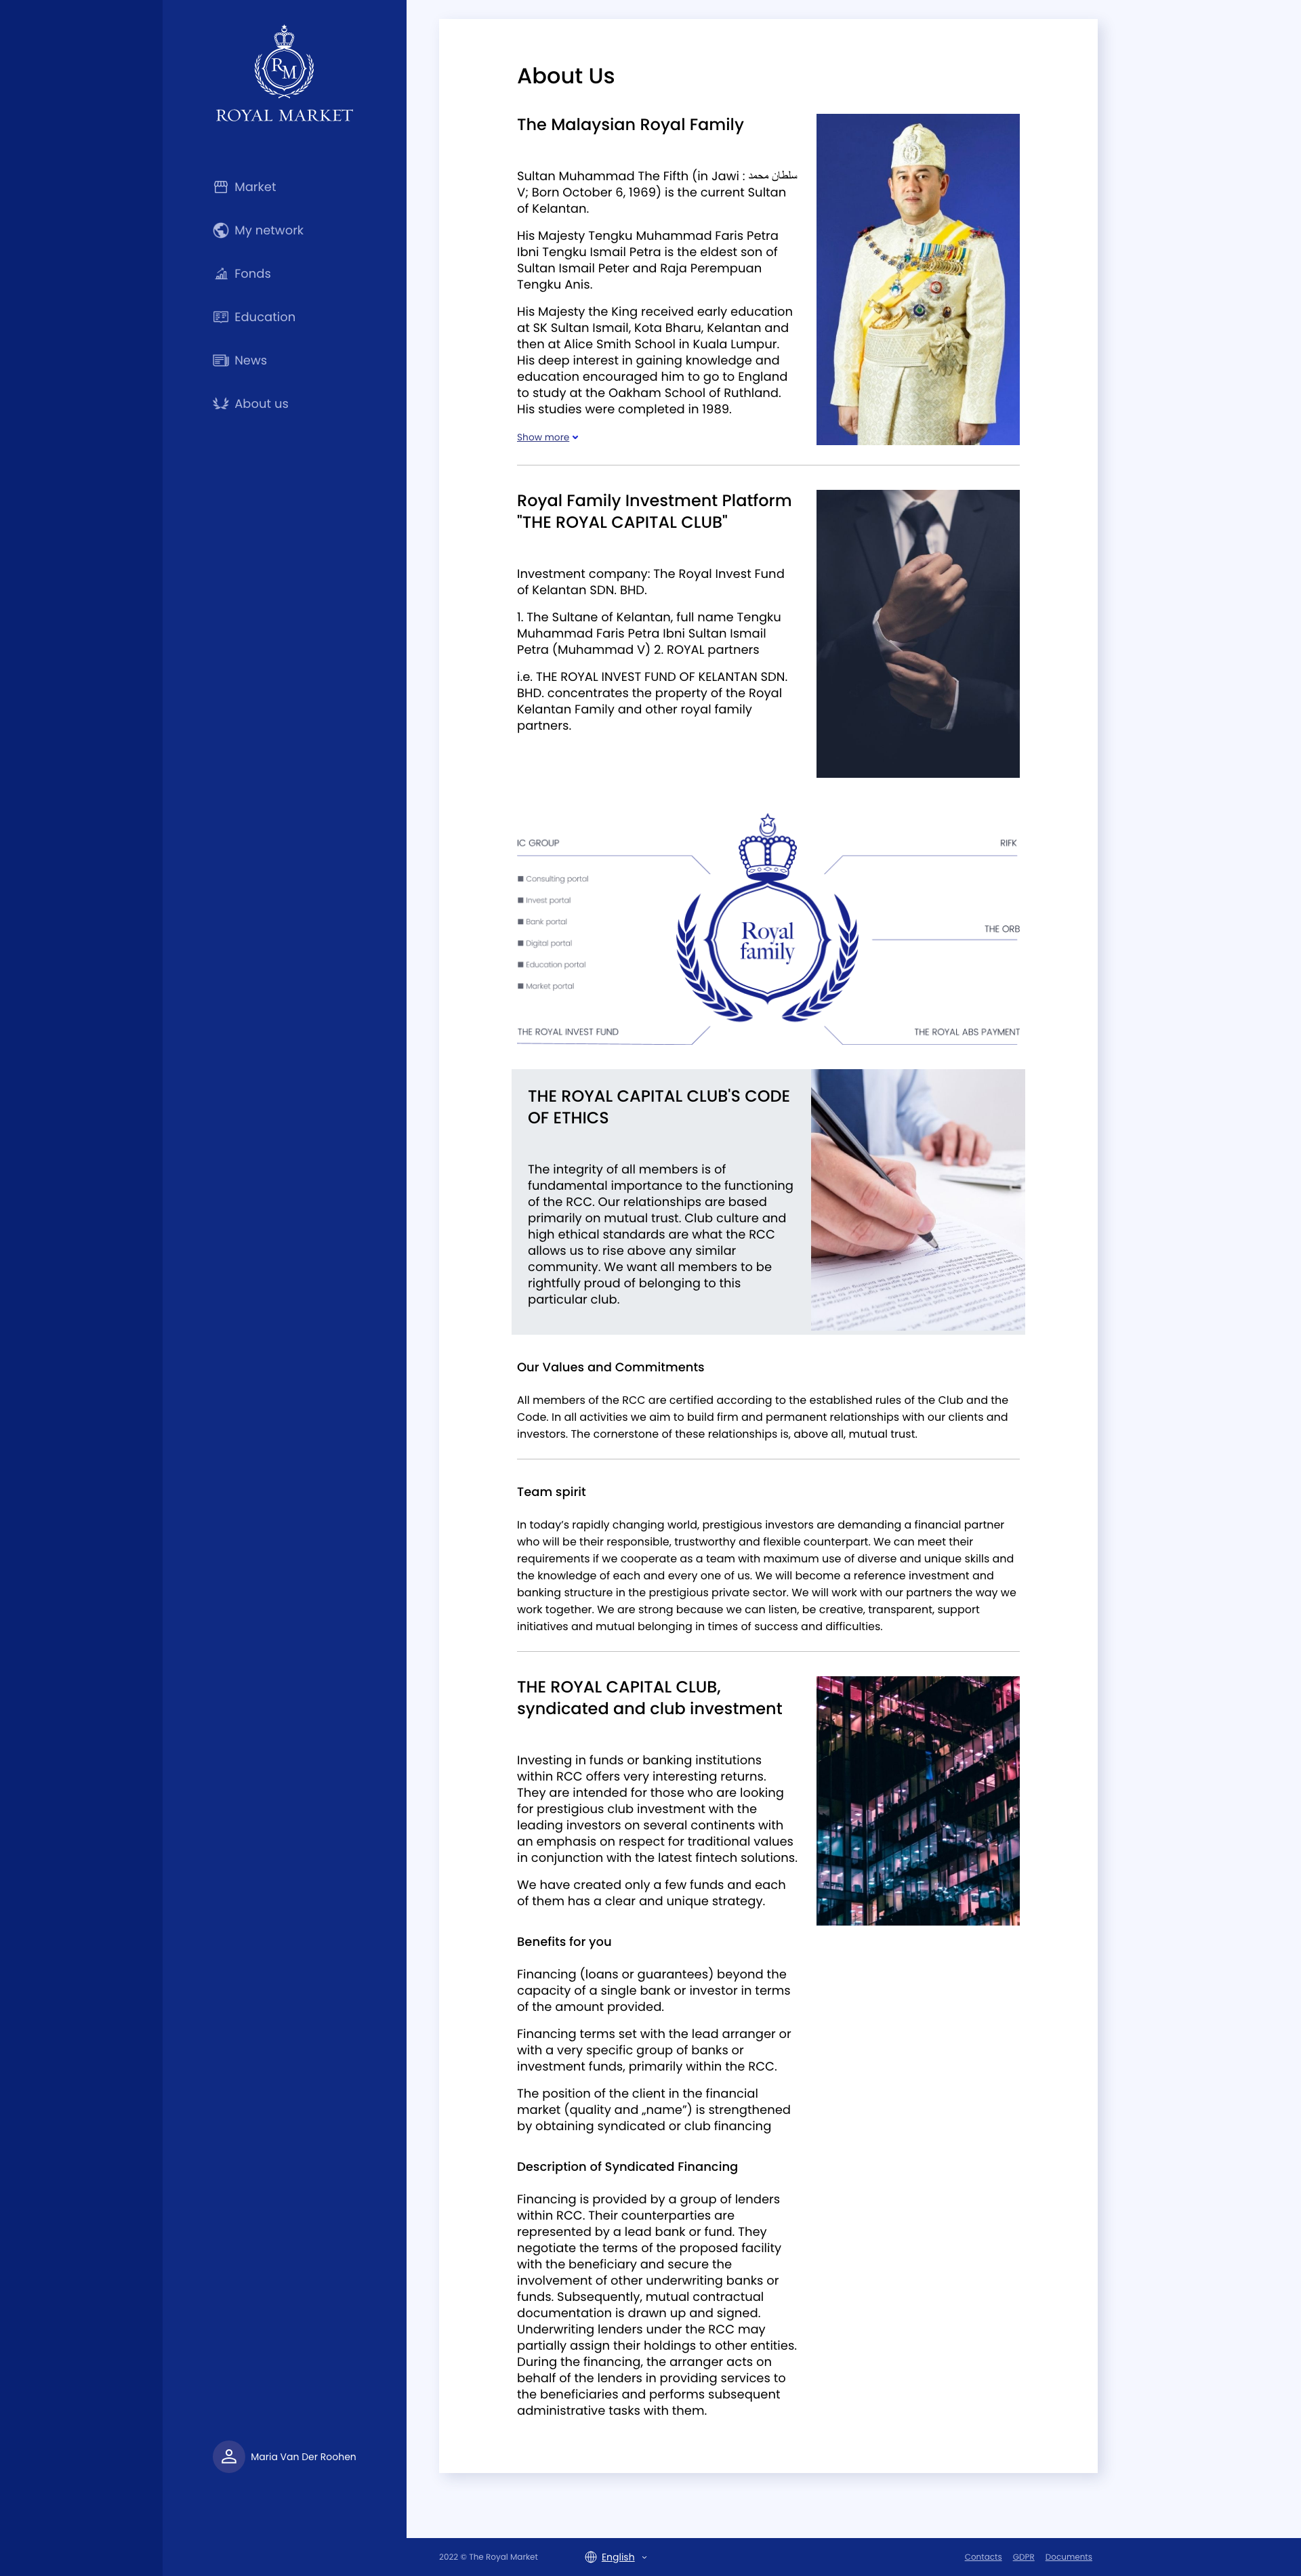 RM
ROYAL MARKET
Market
My network
Fonds
Education
News
About us
About Us
The Malaysian Royal Family
Sultan Muhammad The Fifth (in Jawi : سلطان محمد
V; Born October 6, 1969) is the current Sultan
of Kelantan.
His Majesty Tengku Muhammad Faris Petra
Ibni Tengku Ismail Petra is the eldest son of
Sultan Ismail Peter and Raja Perempuan
Tengku Anis.
His Majesty the King received early education
at SK Sultan Ismail, Kota Bharu, Kelantan and
then at Alice Smith School in Kuala Lumpur.
His deep interest in gaining knowledge and
education encouraged him to go to England
to study at the Oakham School of Ruthland.
His studies were completed in 1989.
Show more
Royal Family Investment Platform
"THE ROYAL CAPITAL CLUB"
Investment company: The Royal Invest Fund
of Kelantan SDN. BHD.
1. The Sultane of Kelantan, full name Tengku
Muhammad Faris Petra Ibni Sultan Ismail
Petra (Muhammad V) 2. ROYAL partners
i.e. THE ROYAL INVEST FUND OF KELANTAN SDN.
BHD. concentrates the property of the Royal
Kelantan Family and other royal family
partners.
IC GROUP
Consulting portal
Invest portal
Bank portal
Digital portal
Education portal
Market portal
THE ROYAL INVEST FUND
Royal
family
RIFK
THE ORB
THE ROYAL ABS PAYMENT
THE ROYAL CAPITAL CLUB'S CODE
OF ETHICS
The integrity of all members is of
fundamental importance to the functioning
of the RCC. Our relationships are based
primarily on mutual trust. Club culture and
high ethical standards are what the RCC
allows us to rise above any similar
community. We want all members to be
rightfully proud of belonging to this
particular club.
Our Values and Commitments
All members of the RCC are certified according to the established rules of the Club and the
Code. In all activities we aim to build firm and permanent relationships with our clients and
investors. The cornerstone of these relationships is, above all, mutual trust.
Team spirit
In today's rapidly changing world, prestigious investors are demanding a financial partner
who will be their responsible, trustworthy and flexible counterpart. We can meet their
requirements if we cooperate as a team with maximum use of diverse and unique skills and
the knowledge of each and every one of us. We will become a reference investment and
banking structure in the prestigious private sector. We will work with our partners the way we
work together. We are strong because we can listen, be creative, transparent, support
initiatives and mutual belonging in times of success and difficulties.
THE ROYAL CAPITAL CLUB,
syndicated and club investment
Investing in funds or banking institutions
within RCC offers very interesting returns.
They are intended for those who are looking
for prestigious club investment with the
leading investors on several continents with
an emphasis on respect for traditional values
in conjunction with the latest fintech solutions.
We have created only a few funds and each
of them has a clear and unique strategy.
Benefits for you
Financing (loans or guarantees) beyond the
capacity of a single bank or investor in terms
of the amount provided.
Financing terms set with the lead arranger or
with a very specific group of banks or
investment funds, primarily within the RCC.
The position of the client in the financial
market (quality and „name") is strengthened
by obtaining syndicated or club financing
Description of Syndicated Financing
Financing is provided by a group of lenders
within RCC. Their counterparties are
represented by a lead bank or fund. They
negotiate the terms of the proposed facility
with the beneficiary and secure the
involvement of other underwriting banks or
funds. Subsequently, mutual contractual
documentation is drawn up and signed.
Underwriting lenders under the RCC may
partially assign their holdings to other entities.
During the financing, the arranger acts on
behalf of the lenders in providing services to
the beneficiaries and performs subsequent
administrative tasks with them.
Maria Van Der Roohen
2022 © The Royal Market
English
Contacts
GDPR
Documents